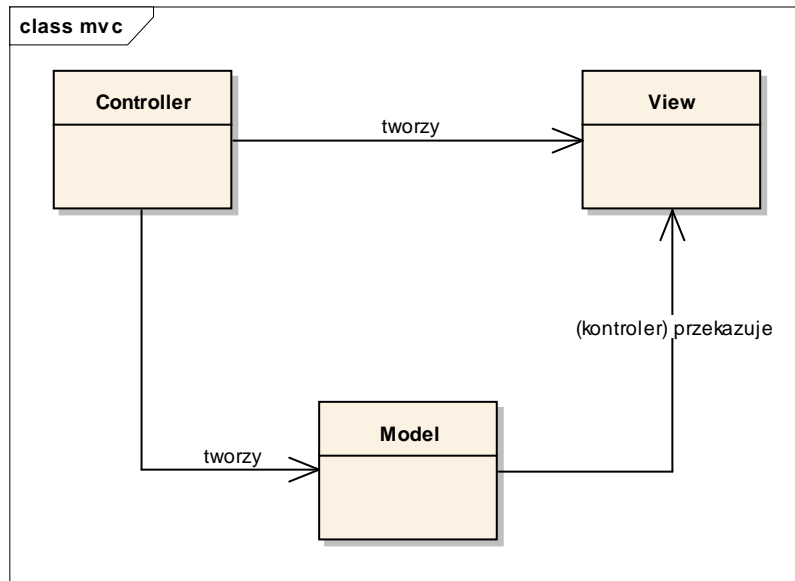 class mvc
Controller
View
tworzy
(kontroler) przekazuje
Model
tworzy